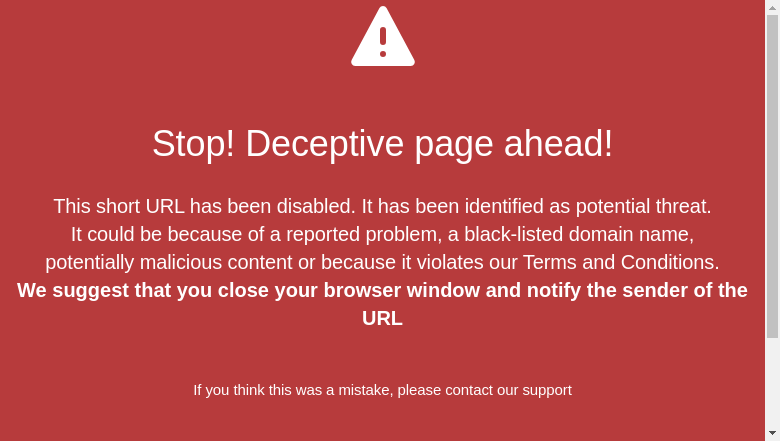 Stop! Deceptive page ahead!
This short URL has been disabled. It has been identified as potential threat.
It could be because of a reported problem, a black-listed domain name,
potentially malicious content or because it violates our Terms and Conditions.
We suggest that you close your browser window and notify the sender of the
URL
If you think this was a mistake, please contact our support